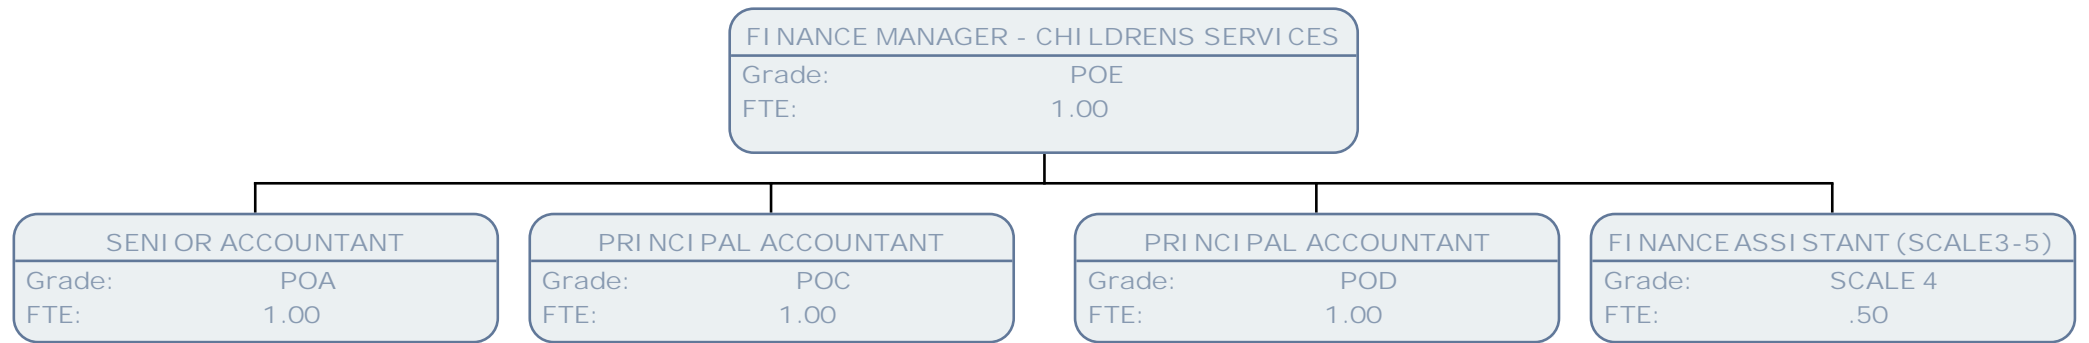 FINANCE MANAGER - CHILDRENS SERVICES
Grade: POE
FTE: 1.00
SENIOR ACCOUNTANT
Grade: POA
FTE: 1.00
PRINCIPAL ACCOUNTANT
Grade: POC
FTE: 1.00
PRINCIPAL ACCOUNTANT
Grade: POD
FTE: 1.00
FINANCE ASSISTANT (SCALE3-5)
Grade: SCALE 4
FTE: .50